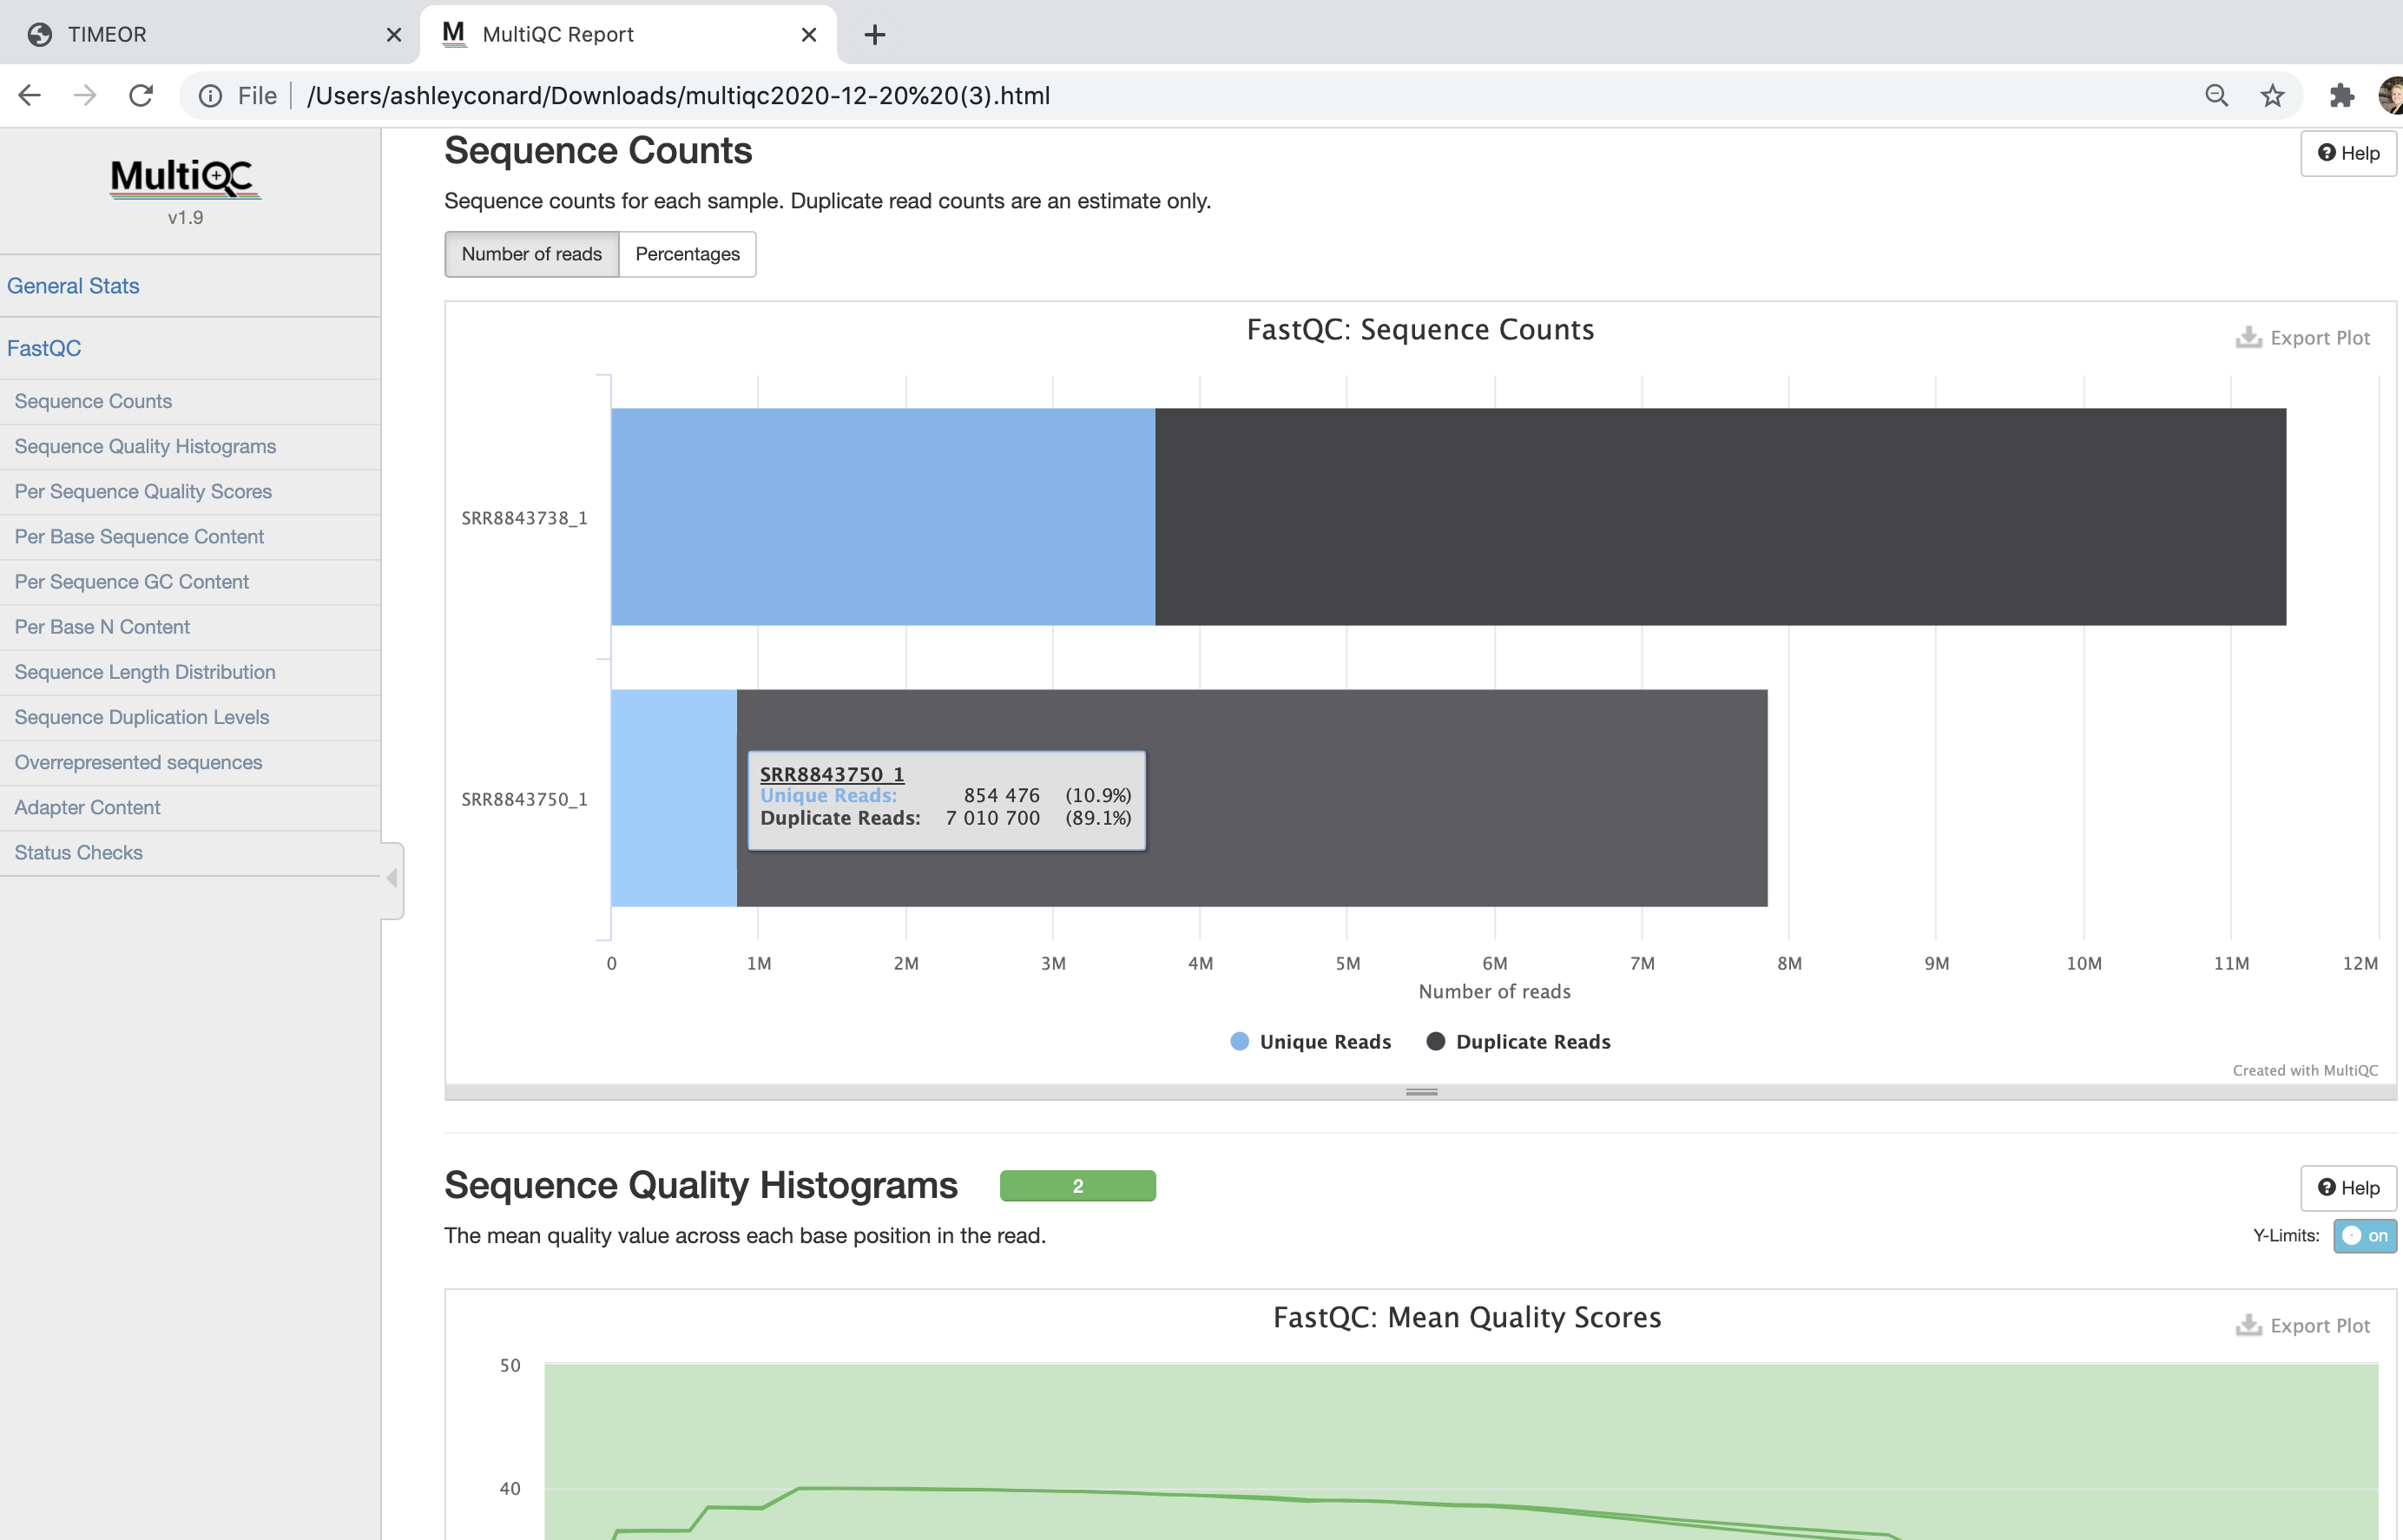 TIMEOR
MultiQC Report
File /Users/ashleyconard/Downloads/multiqc2020-12-20%20(3).html
MultiQC
v1.9
General Stats
FastQC
Sequence Counts
Sequence Quality Histograms
Per Sequence Quality Scores
Per Base Sequence Content
Per Sequence GC Content
Per Base N Content
Sequence Length Distribution
Sequence Duplication Levels
Overrepresented sequences
Adapter Content
Status Checks
Sequence Counts
Help
Sequence counts for each sample. Duplicate read counts are an estimate only.
Number of reads Percentages
FastQC: Sequence Counts
Export Plot
SRR8843738_1
SRR8843750_1
SRR8843750_1
Unique Reads: 854 476 (10.9%)
Duplicate Reads: 7 010 700 (89.1%)
0 1M 2M 3M 4M 5M 6M 7M 8M 9M 10M 11M 12M
Number of reads
Unique Reads Duplicate Reads
Created with MultiQC
Sequence Quality Histograms 2
Help
The mean quality value across each base position in the read.
Y-Limits: on
FastQC: Mean Quality Scores
Export Plot
50
40